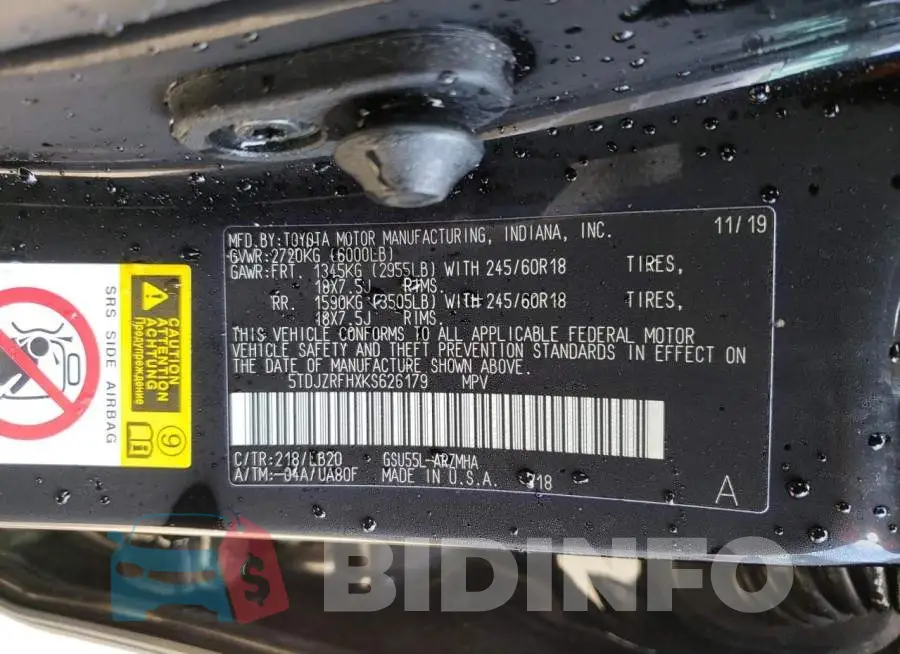 11/19
MFD.BY:TOYOTA MOTOR MANUFACTURING, INDIANA, INC.
GVWR:2720KG (6000LB)
GAWR:FRT. 1345KG (2955LB) WITH 245/60R18 TIRES,
18X7.5J RIMS
RR. 1590KG (3505LB) WITH 245/60R18 TIRES,
18X7.5J RIMS
THIS VEHICLE CONFORMS TO ALL APPLICABLE FEDERAL MOTOR
VEHICLE SAFETY AND THEFT PREVENTION STANDARDS IN EFFECT ON
THE DATE OF MANUFACTURE SHOWN ABOVE.
5TDJZRFHXKS626179 MPV
C/TR:218/LB20 GSU55L-ARZMHA
A/TM:-04A/UA80F MADE IN U.S.A. 718
A
SRS SIDE AIRBAG
CAUTION
ATTENTION
ACHTUNG
Предупреждение
9
BIDINFO